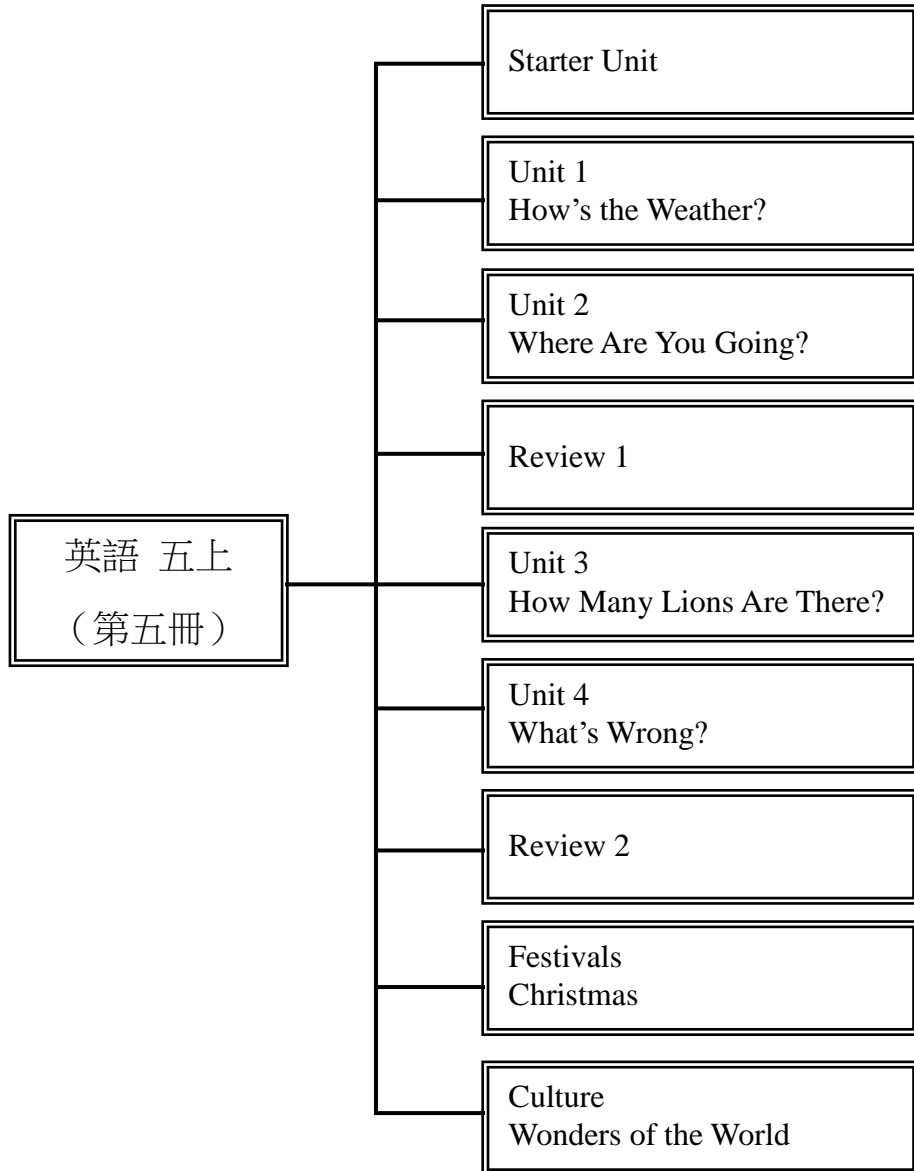 英語 五上
（第五冊）
Starter Unit
Unit 1
How’s the Weather?
Unit 2
Where Are You Going?
Review 1
Unit 3
How Many Lions Are There?
Unit 4
What’s Wrong?
Review 2
Festivals
Christmas
Culture
Wonders of the World